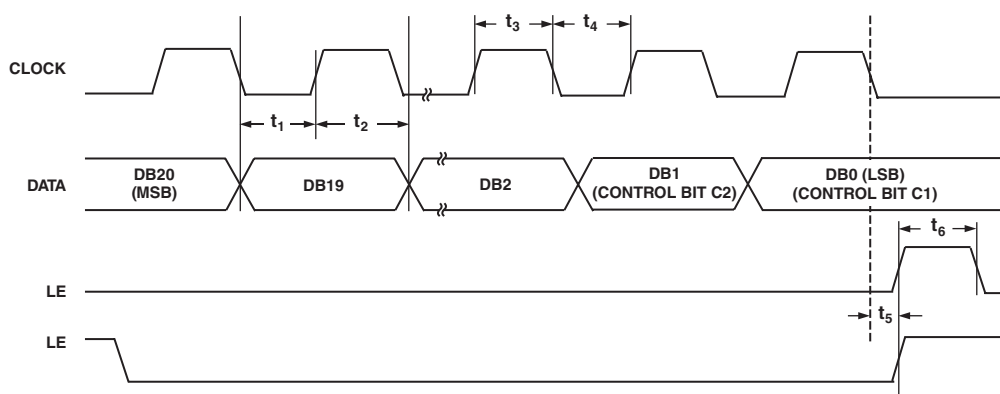 t3
t4
CLOCK
t1
t2
DATA
DB20
(MSB)
DB19
DB2
DB1
(CONTROL BIT C2)
DB0 (LSB)
(CONTROL BIT C1)
t6
LE
t5
LE